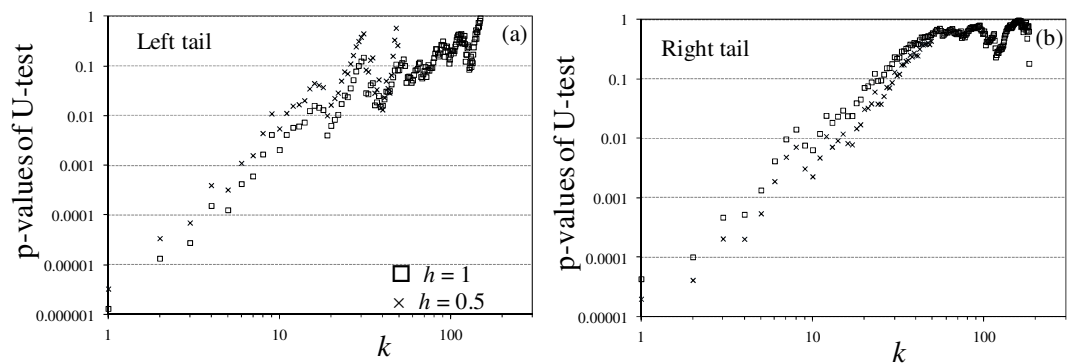 Left tail
(a)
p-values of U-test
1
0.1
0.01
0.001
0.0001
0.00001
0.000001
h = 1
h = 0.5
1
10
100
k
Right tail
(b)
p-values of U-test
1
0.1
0.01
0.001
0.0001
0.00001
1
10
100
k